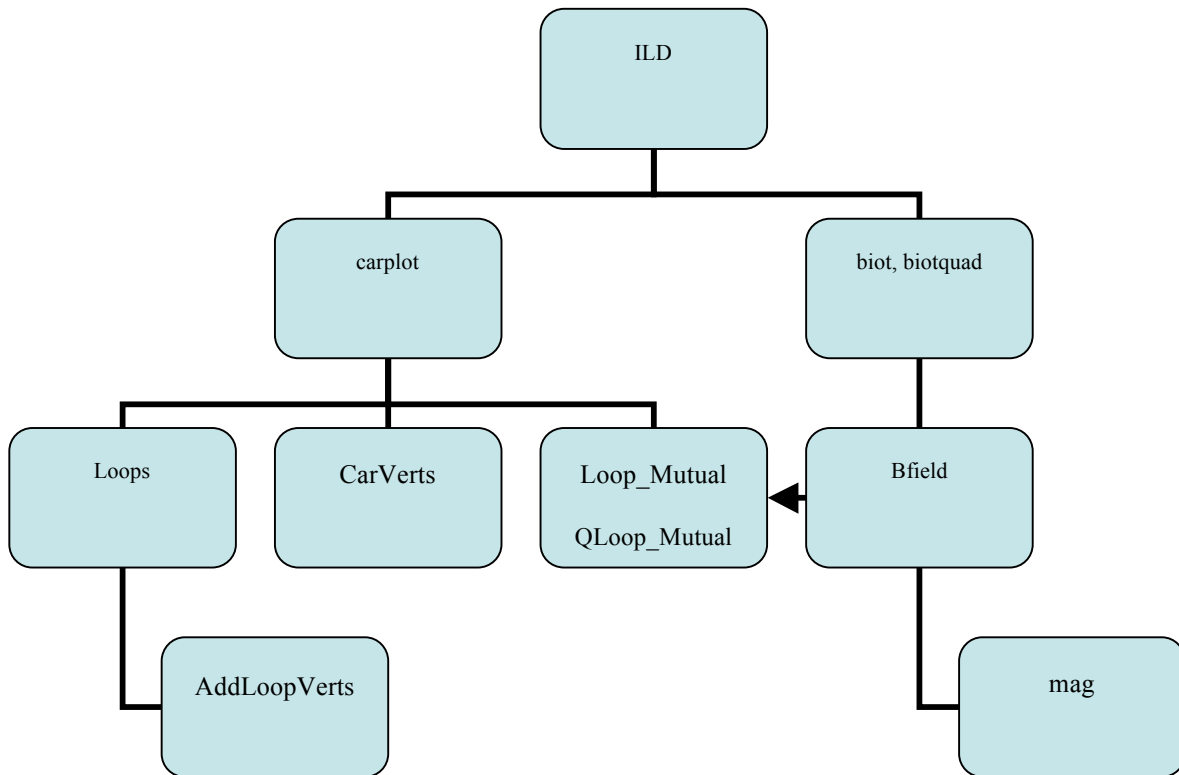 ILD
carplot
biot, biotquad
Loops
CarVerts
Loop_Mutual
QLoop_Mutual
Bfield
AddLoopVerts
mag